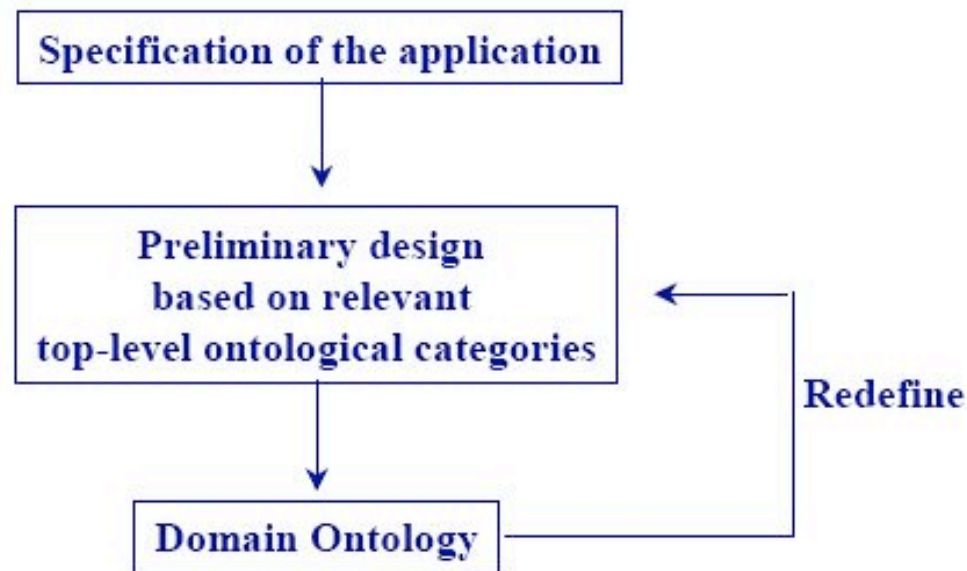 Specification of the application
Preliminary design
based on relevant
top-level ontological categories
Redefine
Domain Ontology